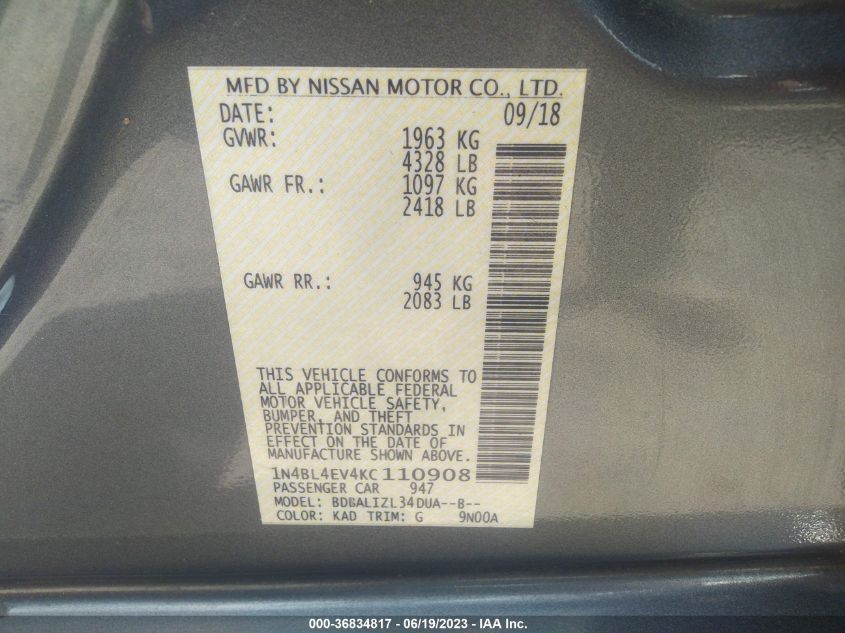 MFD BY NISSAN MOTOR CO., LTD.
DATE: 09/18
GVWR: 1963 KG
4328 LB
GAWR FR.: 1097 KG
2418 LB
GAWR RR.: 945 KG
2083 LB
THIS VEHICLE CONFORMS TO
ALL APPLICABLE FEDERAL
MOTOR VEHICLE SAFETY,
BUMPER, AND THEFT
PREVENTION STANDARDS IN
EFFECT ON THE DATE OF
MANUFACTURE SHOWN ABOVE.
1N4BL4EV4KC110908
PASSENGER CAR 947
MODEL: BDBALIZL34DUA--B--
COLOR: KAD TRIM: G 9N00A
000-36834817 - 06/19/2023 - IAA Inc.